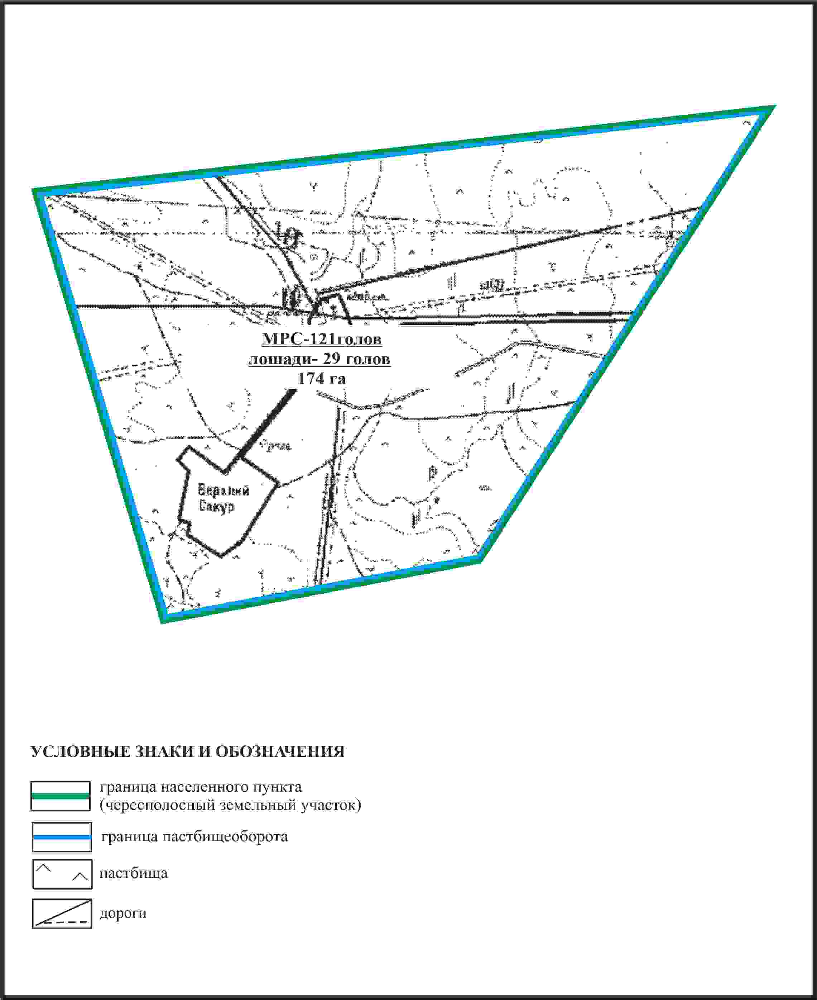 МРС-121голов
лошади- 29 голов
174 га
Верхний
Сокур
УСЛОВНЫЕ ЗНАКИ И ОБОЗНАЧЕНИЯ
граница населенного пункта
(чересполосный земельный участок)
граница пастбищеоборота
пастбища
дороги